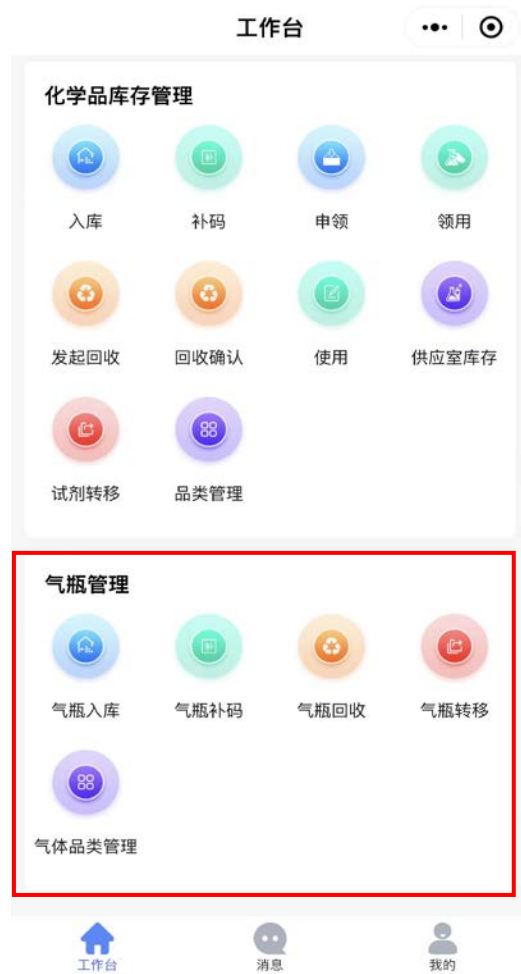 工作台
化学品库存管理
入库 补码 申领 领用
发起回收 回收确认 使用 供应室库存
试剂转移 品类管理
气瓶管理
气瓶入库 气瓶补码 气瓶回收 气瓶转移
气体品类管理
工作台 消息 我的